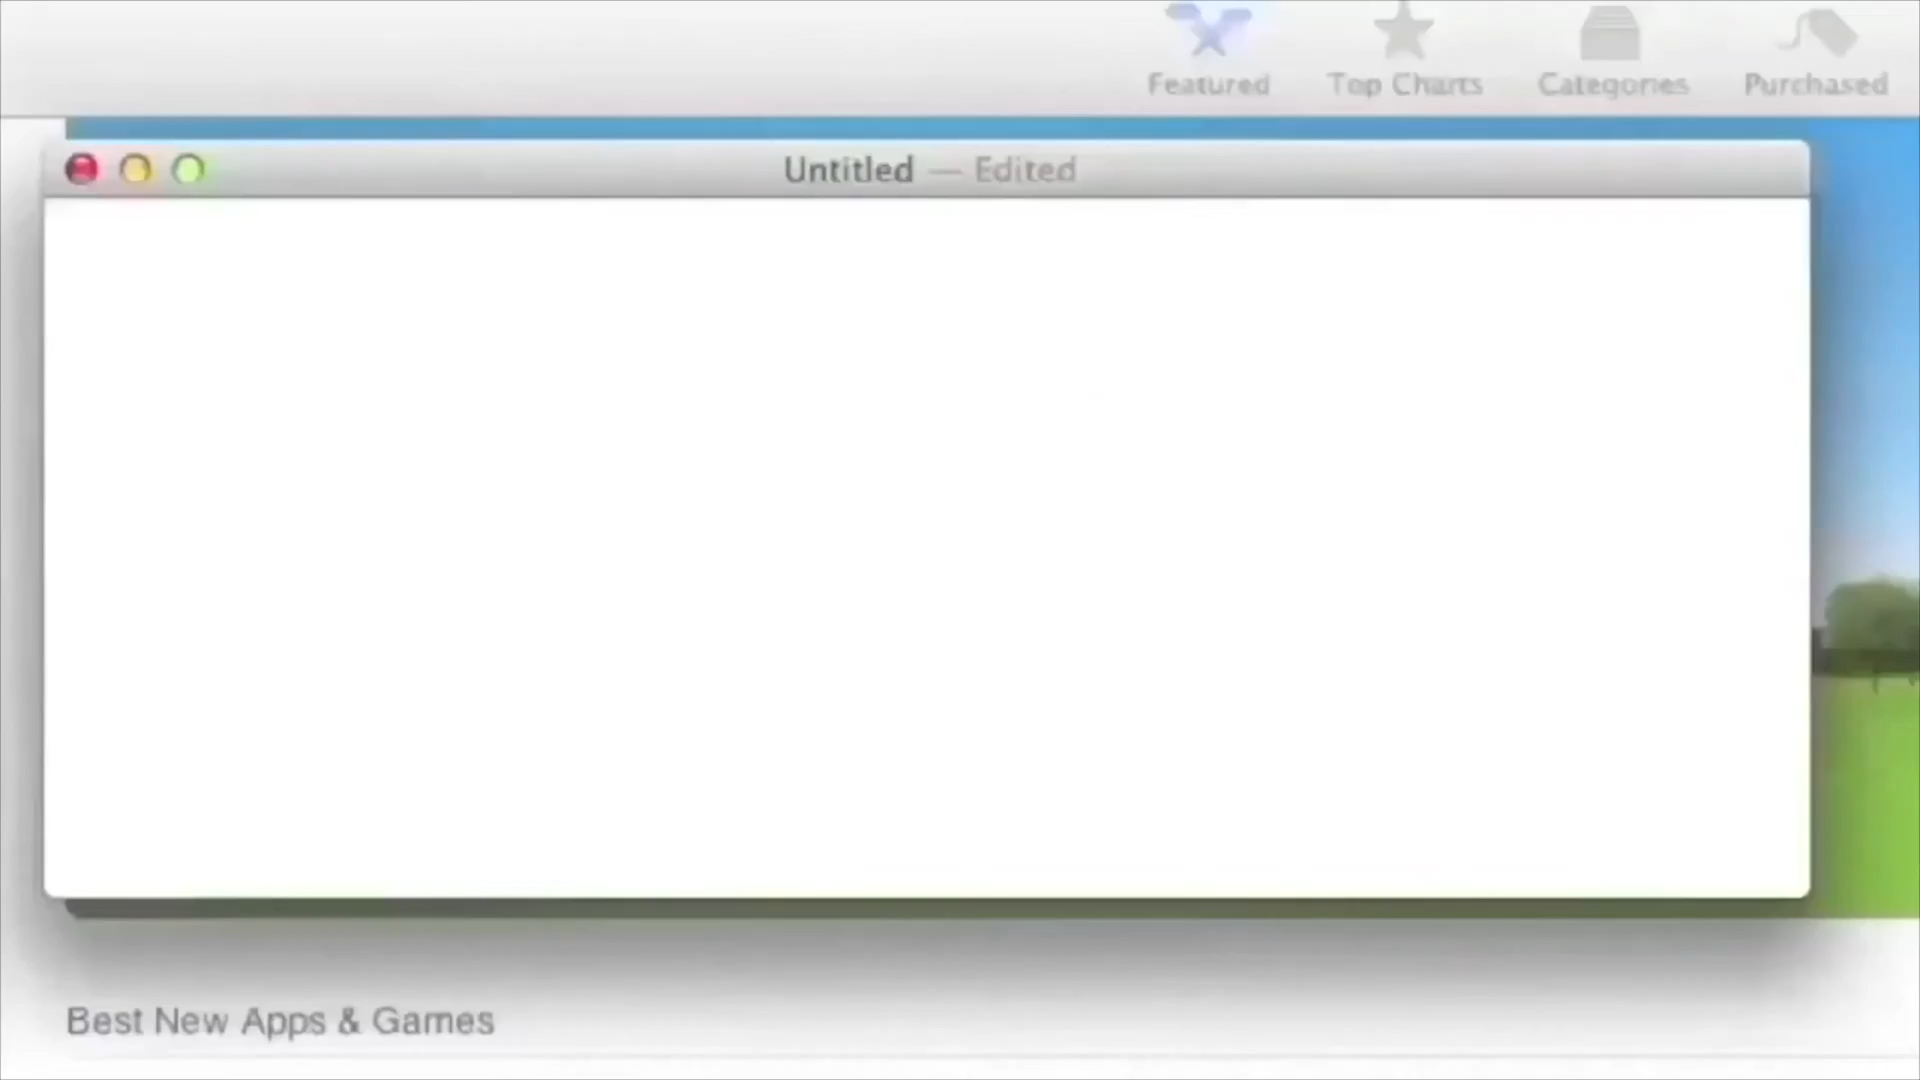 Featured Top Charts Categories Purchased
Untitled — Edited
Best New Apps & Games